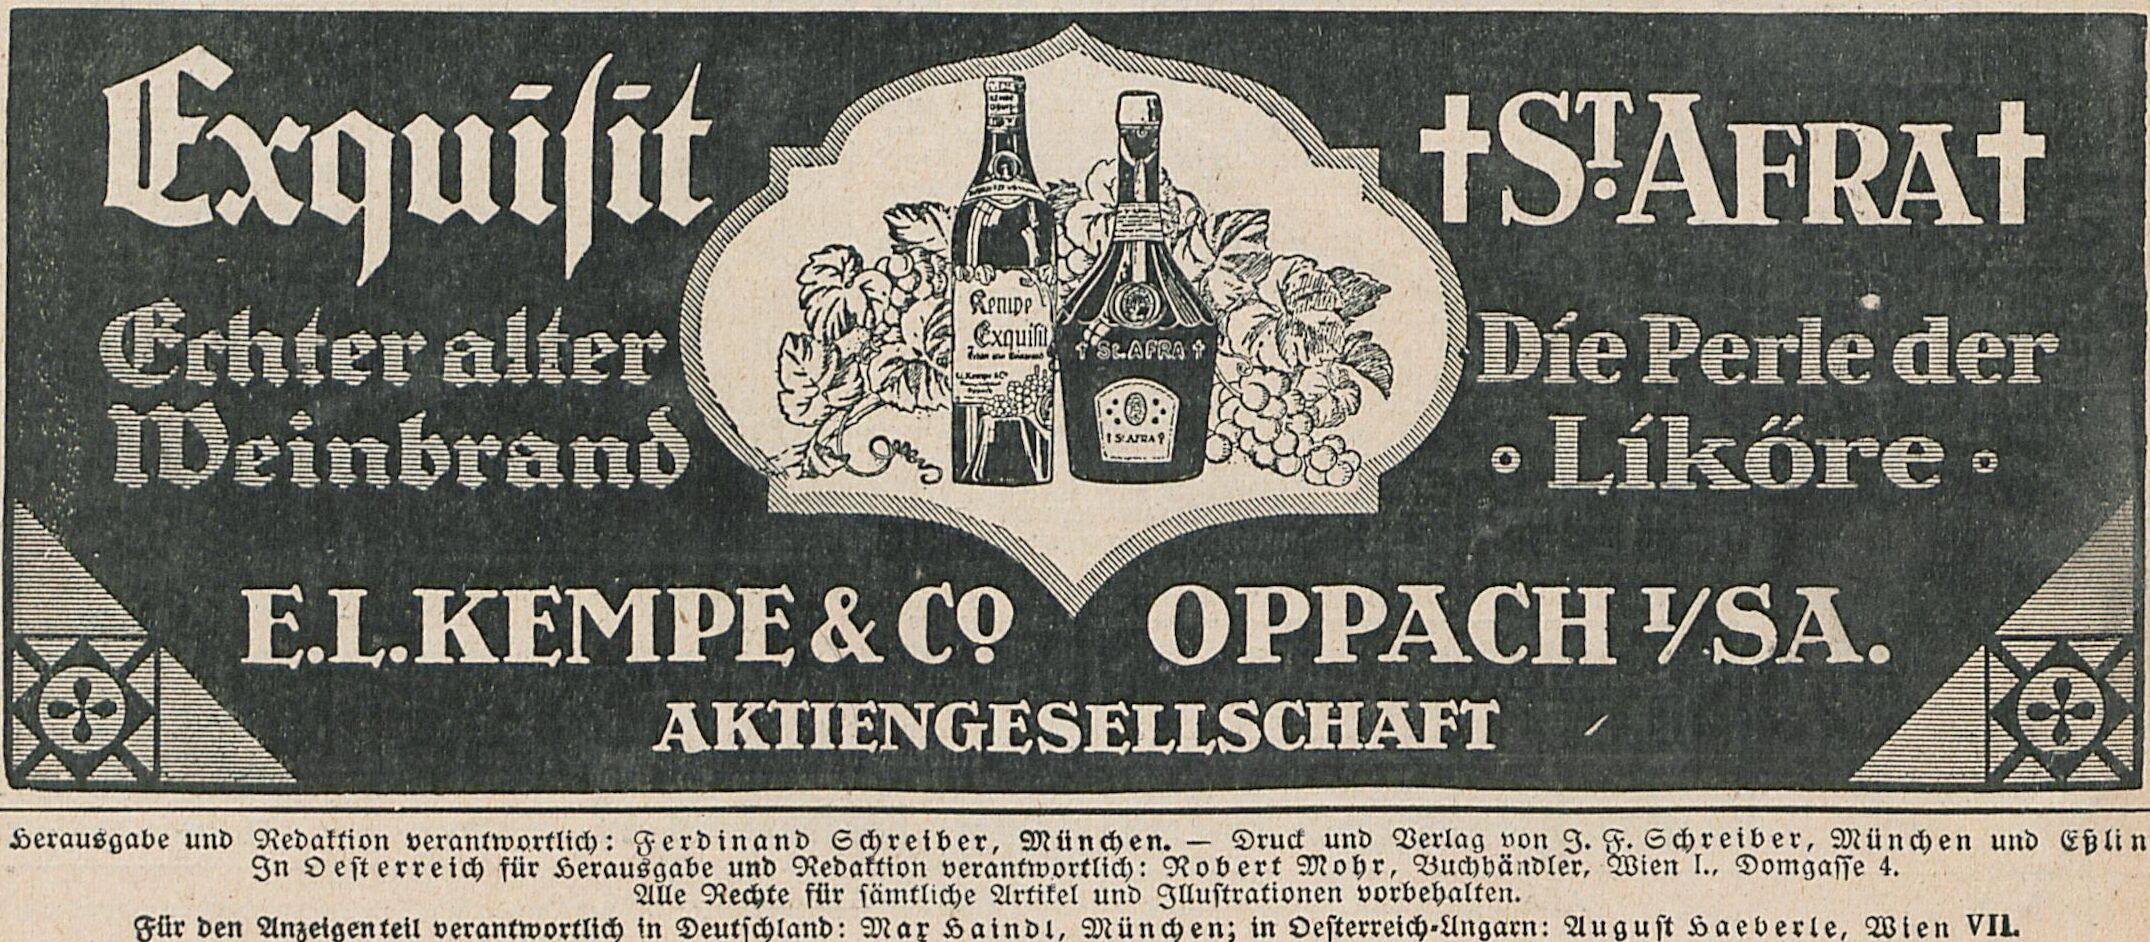 Exquiſit
Echter alter
Weinbrand
Kempe
Exquiſit
† ST. AFRA †
† ST. AFRA †
† ST. AFRA †
Die Perle der
• Liköre •
E.L.KEMPE & Co. OPPACH I/SA.
AKTIENGESELLSCHAFT
Herausgabe und Redaktion verantwortlich: Ferdinand Schreiber, München. — Druck und Verlag von J. F. Schreiber, München und Eßlin
In Oeſterreich für Herausgabe und Redaktion verantwortlich: Robert Mohr, Buchhändler, Wien I., Domgaſſe 4.
Alle Rechte für ſämtliche Artikel und Illuſtrationen vorbehalten.
Für den Anzeigenteil verantwortlich in Deutſchland: Max Haindl, München; in Oeſterreich-Ungarn: Auguſt Haeberle, Wien VII.